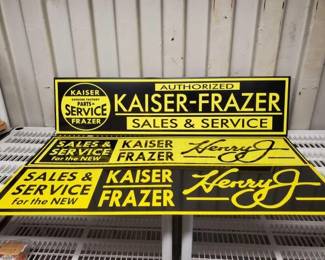 KAISER
GENUINE FACTORY
PARTS-
SERVICE
FRAZER
AUTHORIZED
KAISER-FRAZER
SALES & SERVICE
SALES &
SERVICE
for the NEW
KAISER
FRAZER
Henry J
SALES &
SERVICE
for the NEW
KAISER
FRAZER
Henry J